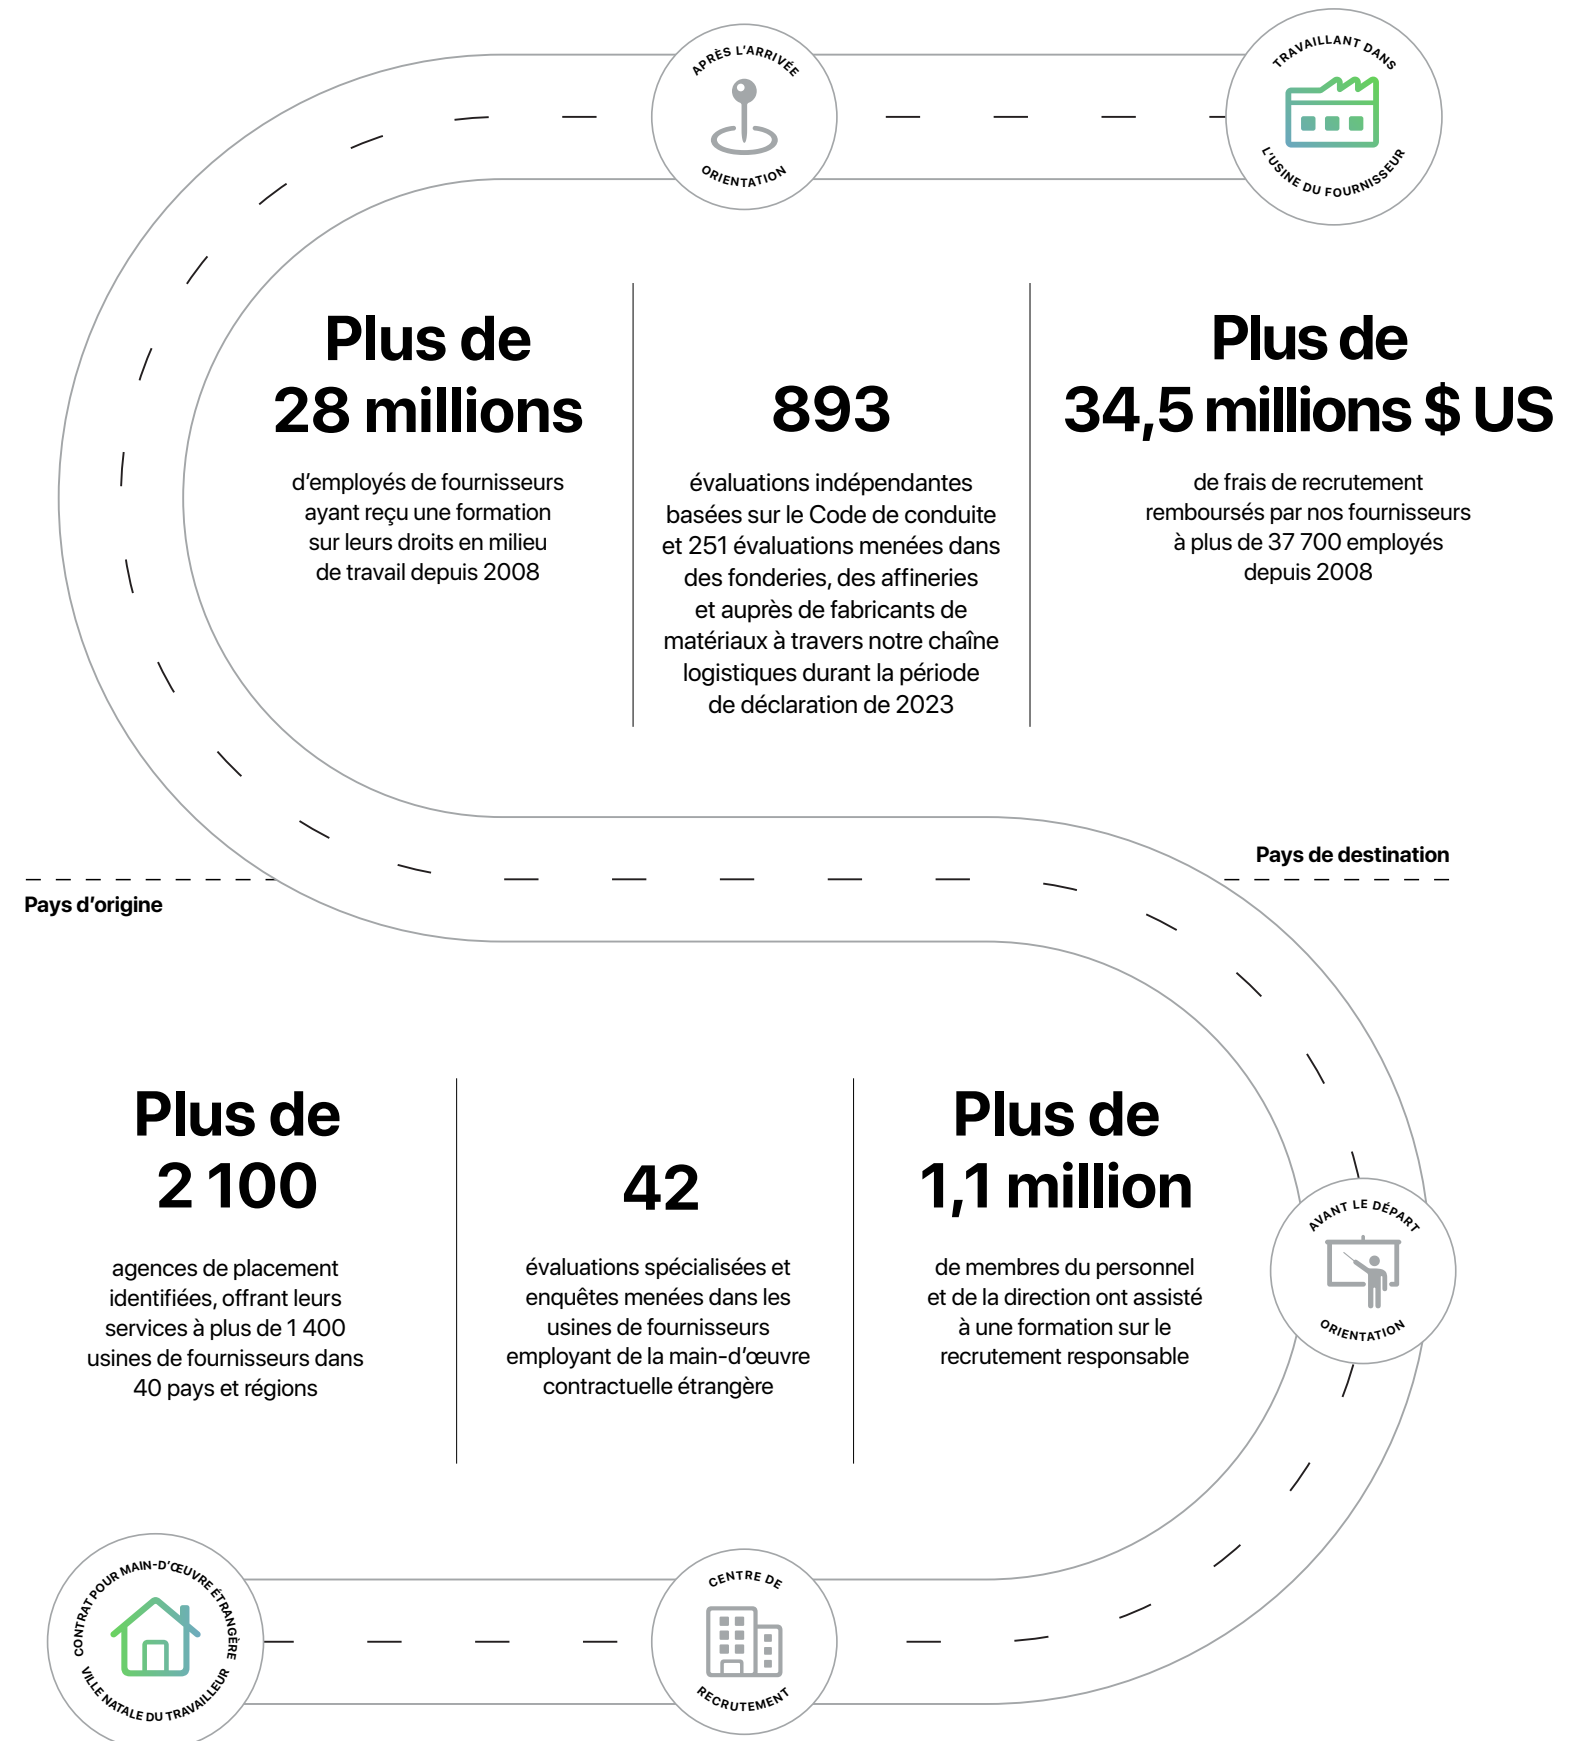 APRÈS L'ARRIVÉE
ORIENTATION
TRAVAILLANT DANS
L'USINE DU FOURNISSEUR
Plus de
28 millions
d'employés de fournisseurs
ayant reçu une formation
sur leurs droits en milieu
de travail depuis 2008
893
évaluations indépendantes
basées sur le Code de conduite
et 251 évaluations menées dans
des fonderies, des affineries
et auprès de fabricants de
matériaux à travers notre chaîne
logistiques durant la période
de déclaration de 2023
Plus de
34,5 millions $ US
de frais de recrutement
remboursés par nos fournisseurs
à plus de 37 700 employés
depuis 2008
Pays de destination
Pays d'origine
Plus de
2 100
agences de placement
identifiées, offrant leurs
services à plus de 1 400
usines de fournisseurs dans
40 pays et régions
42
évaluations spécialisées et
enquêtes menées dans les
usines de fournisseurs
employant de la main-d'œuvre
contractuelle étrangère
Plus de
1,1 million
de membres du personnel
et de la direction ont assisté
à une formation sur le
recrutement responsable
AVANT LE DÉPART
ORIENTATION
CONTRAT POUR MAIN-D'ŒUVRE ÉTRANGÈRE
VILLE NATALE DU TRAVAILLEUR
CENTRE DE
RECRUTEMENT